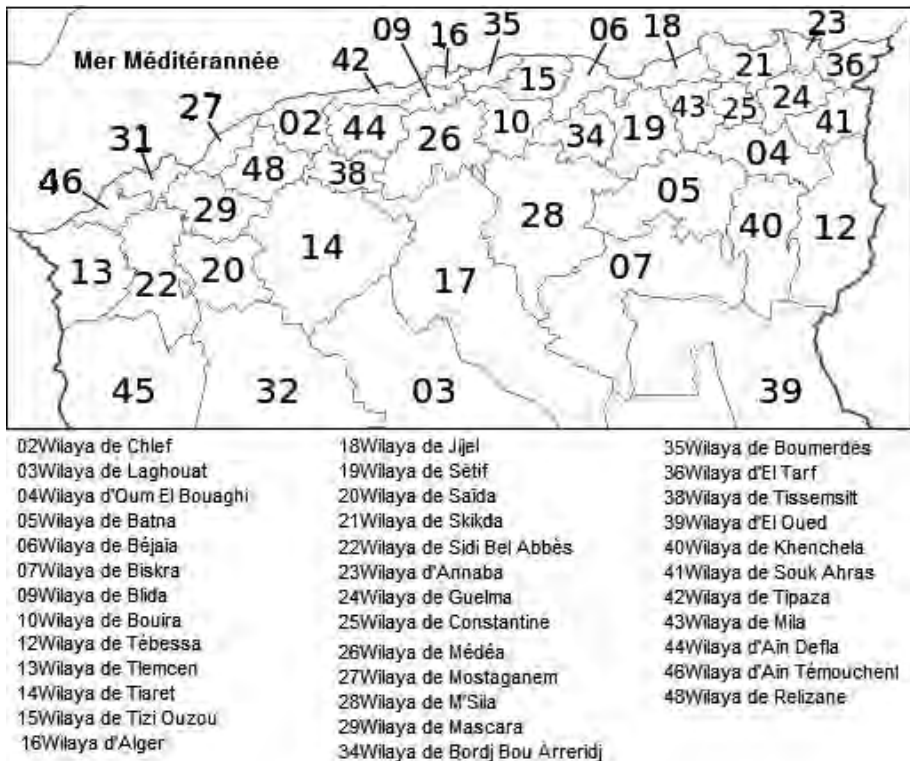 23
35
18
16
06
09
21
36
Mer Méditérannée
42
15
24
27
43
25
02
44
10
19
41
31
26
34
04
48
38
46
05
29
28
40
12
14
13
20
07
17
22
45
32
03
39
02Wilaya de Chlef
03Wilaya de Laghouat
04Wilaya d'Oum El Bouaghi
05Wilaya de Batna
06Wilaya de Béjaïa
07Wilaya de Biskra
09Wilaya de Blida
10Wilaya de Bouira
12Wilaya de Tébessa
13Wilaya de Tlemcen
14Wilaya de Tiaret
15Wilaya de Tizi Ouzou
16Wilaya d'Alger
18Wilaya de Jijel
19Wilaya de Sétif
20Wilaya de Saïda
21Wilaya de Skikda
22Wilaya de Sidi Bel Abbès
23Wilaya d'Annaba
24Wilaya de Guelma
25Wilaya de Constantine
26Wilaya de Médéa
27Wilaya de Mostaganem
28Wilaya de M'Sila
29Wilaya de Mascara
34Wilaya de Bordj Bou Arreridj
35Wilaya de Boumerdès
36Wilaya d'El Tarf
38Wilaya de Tissemsilt
39Wilaya d'El Oued
40Wilaya de Khenchela
41Wilaya de Souk Ahras
42Wilaya de Tipaza
43Wilaya de Mila
44Wilaya d'Aïn Defla
46Wilaya d'Aïn Témouchent
48Wilaya de Relizane